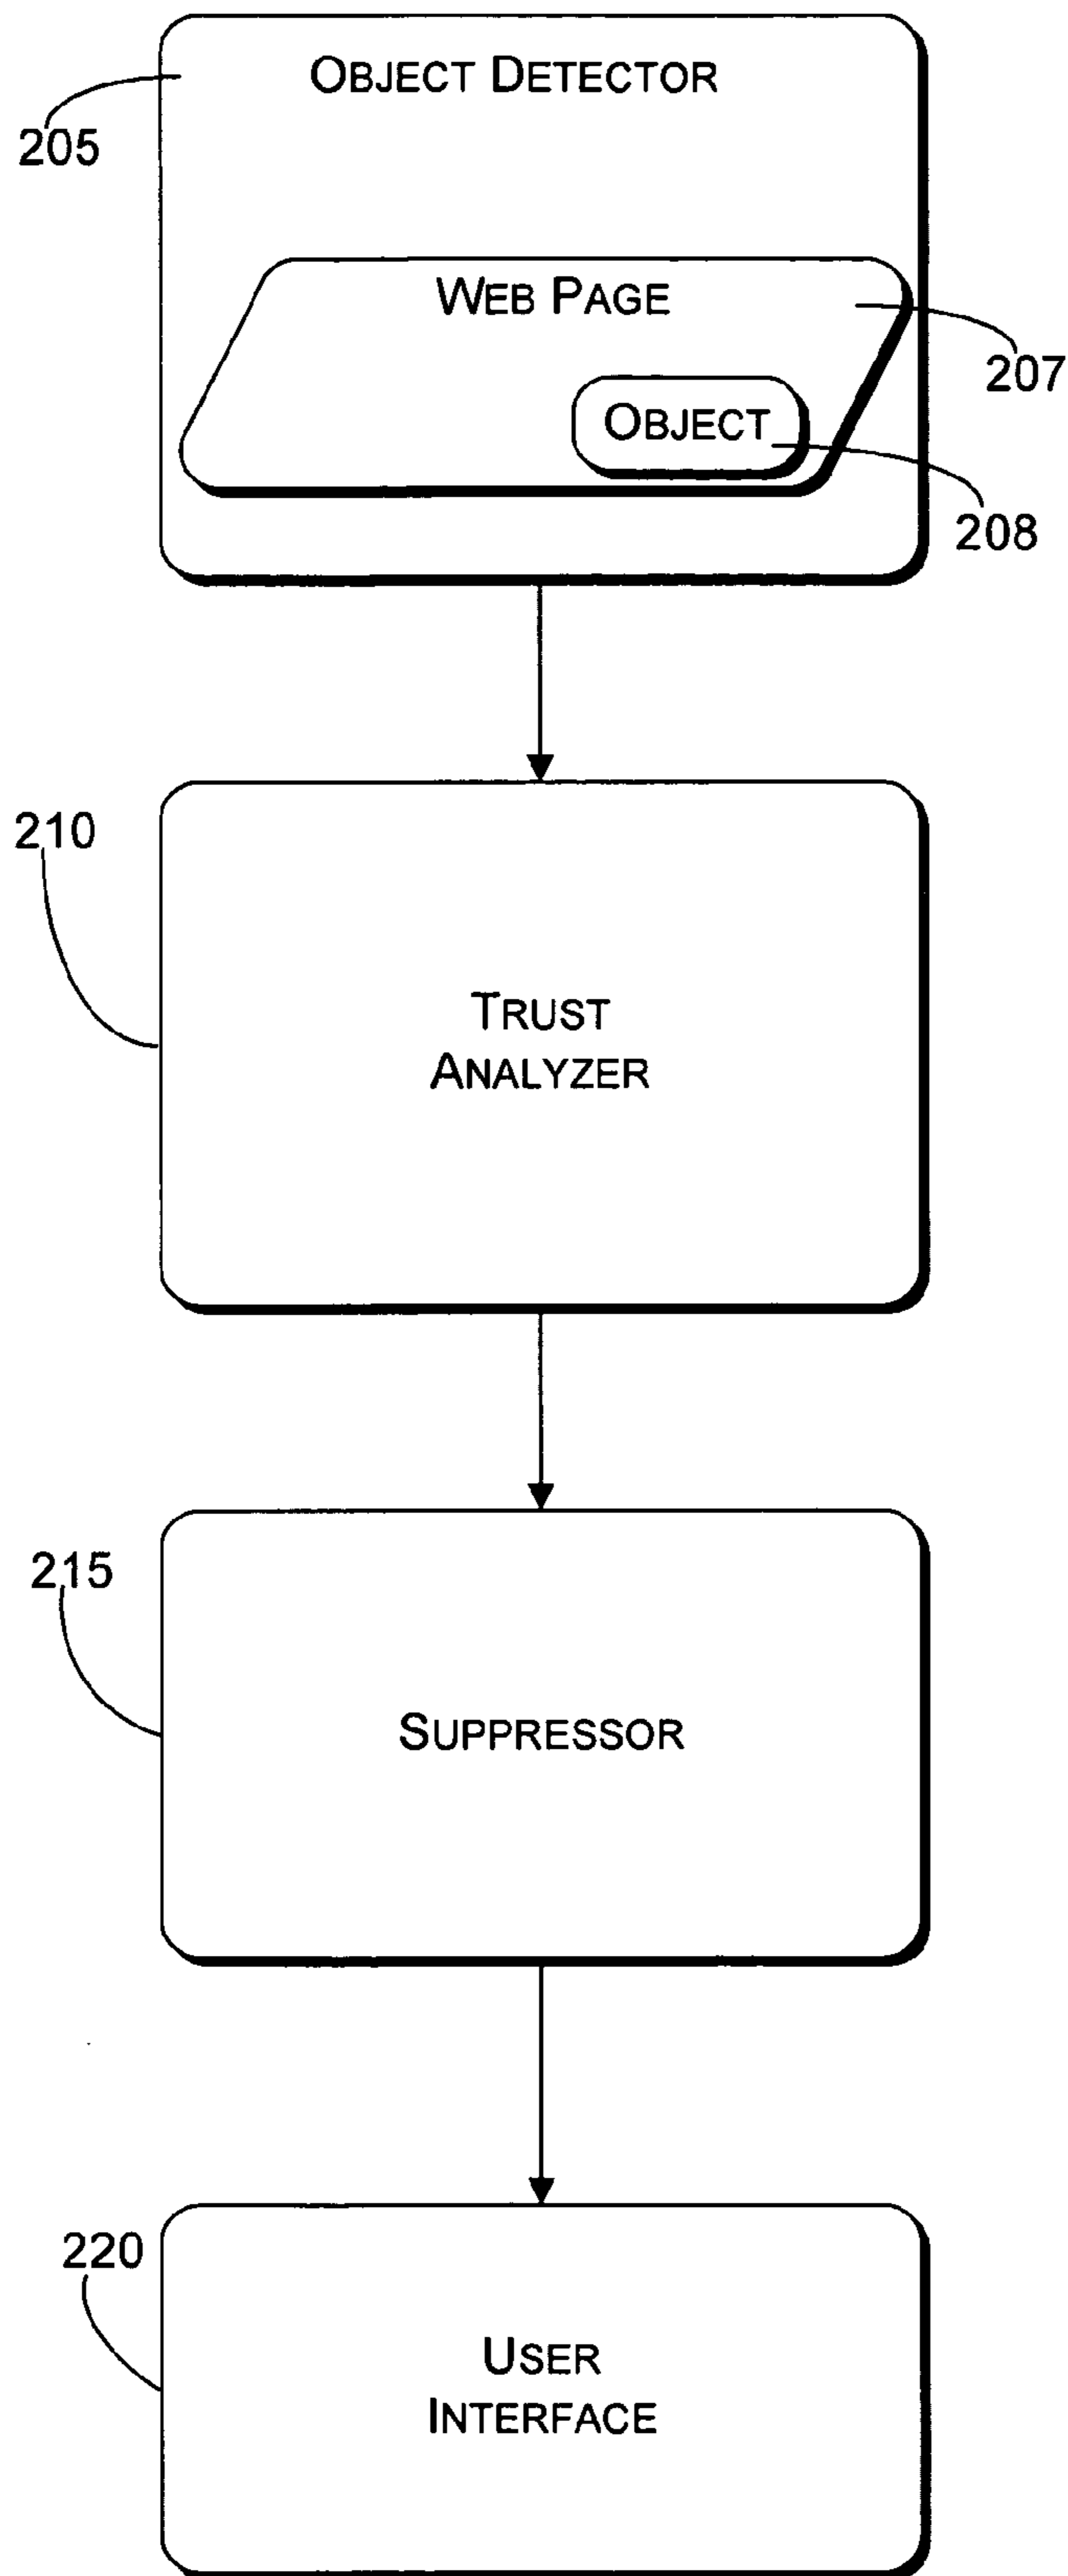 OBJECT DETECTOR
205
WEB PAGE
207
OBJECT
208
210
TRUST
ANALYZER
215
SUPPRESSOR
220
USER
INTERFACE